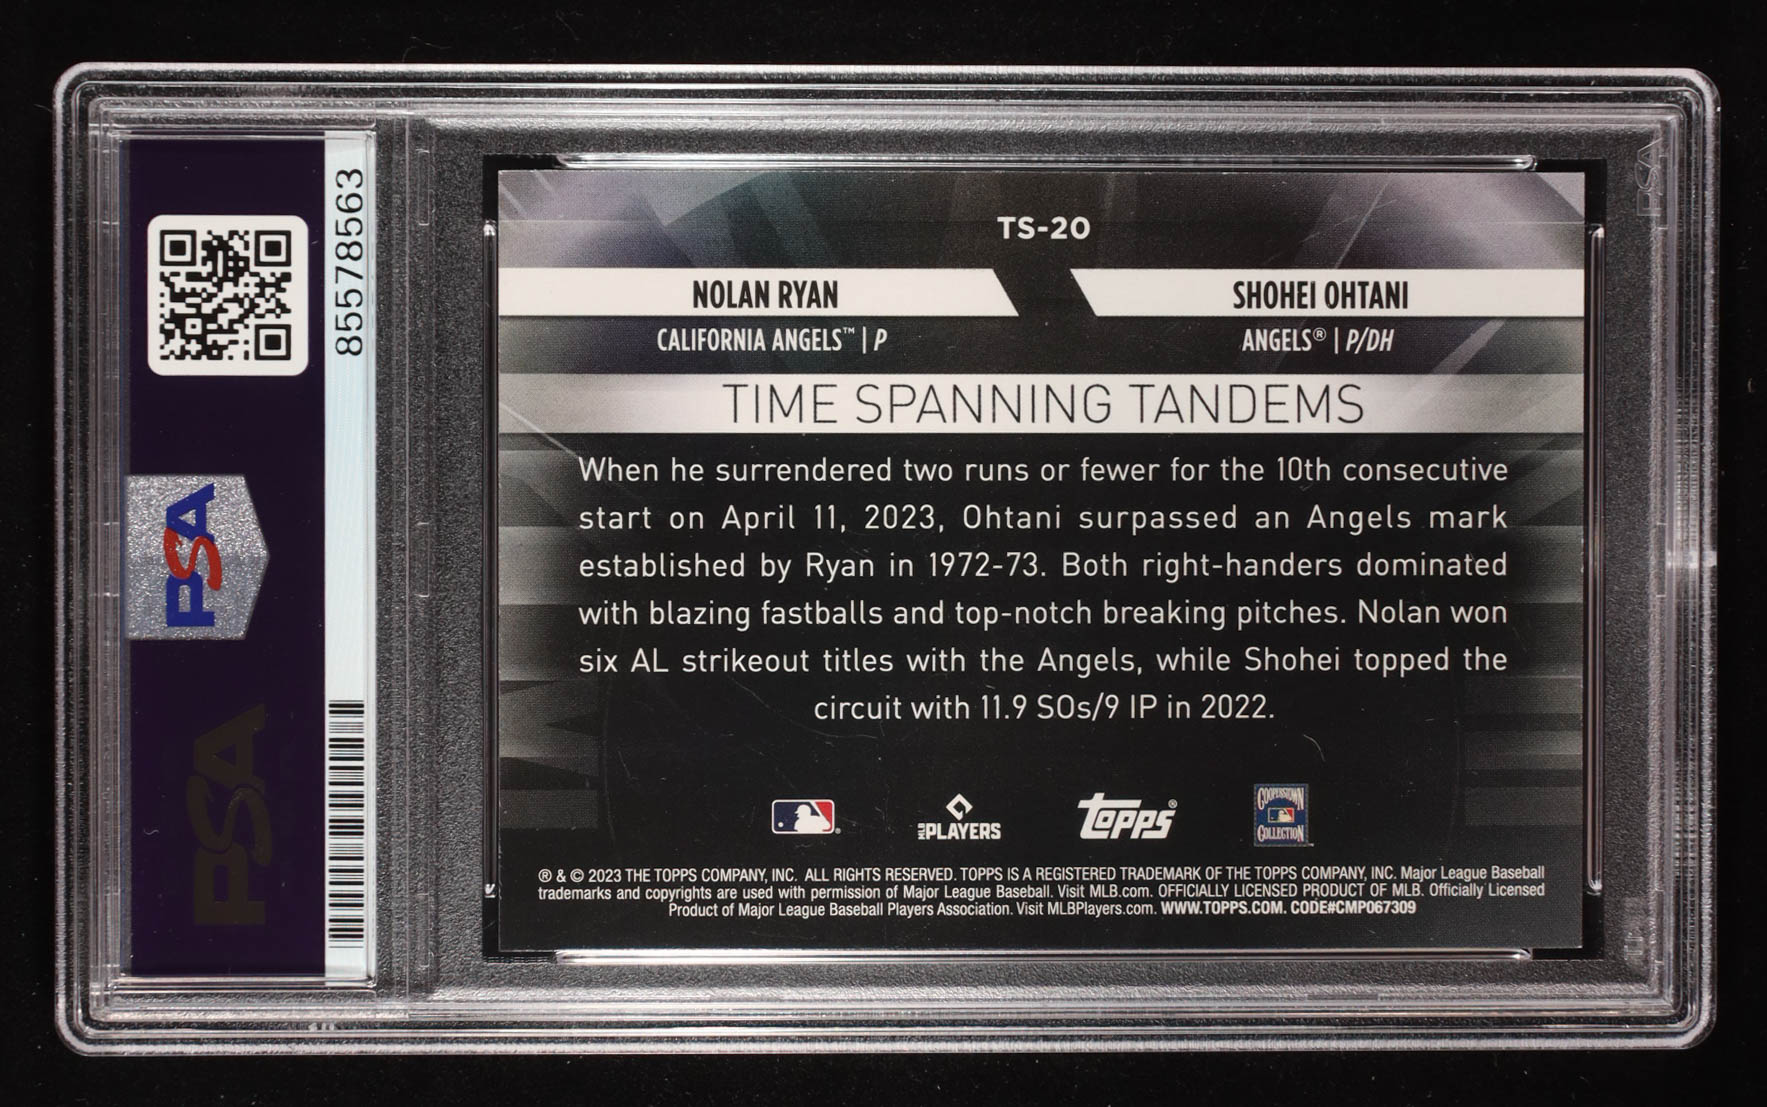 85578563
PSA
PSA
PSA
TS-20
NOLAN RYAN
CALIFORNIA ANGELS™ | P
SHOHEI OHTANI
ANGELS® | P/DH
TIME SPANNING TANDEMS
When he surrendered two runs or fewer for the 10th consecutive
start on April 11, 2023, Ohtani surpassed an Angels mark
established by Ryan in 1972-73. Both right-handers dominated
with blazing fastballs and top-notch breaking pitches. Nolan won
six AL strikeout titles with the Angels, while Shohei topped the
circuit with 11.9 SOs/9 IP in 2022.
MLB PLAYERS
Topps®
COOPERSTOWN
COLLECTION
® & © 2023 THE TOPPS COMPANY, INC. ALL RIGHTS RESERVED. TOPPS IS A REGISTERED TRADEMARK OF THE TOPPS COMPANY, INC. Major League Baseball
trademarks and copyrights are used with permission of Major League Baseball. Visit MLB.com. OFFICIALLY LICENSED PRODUCT OF MLB. Officially Licensed
Product of Major League Baseball Players Association. Visit MLBPlayers.com. WWW.TOPPS.COM. CODE#CMP067309